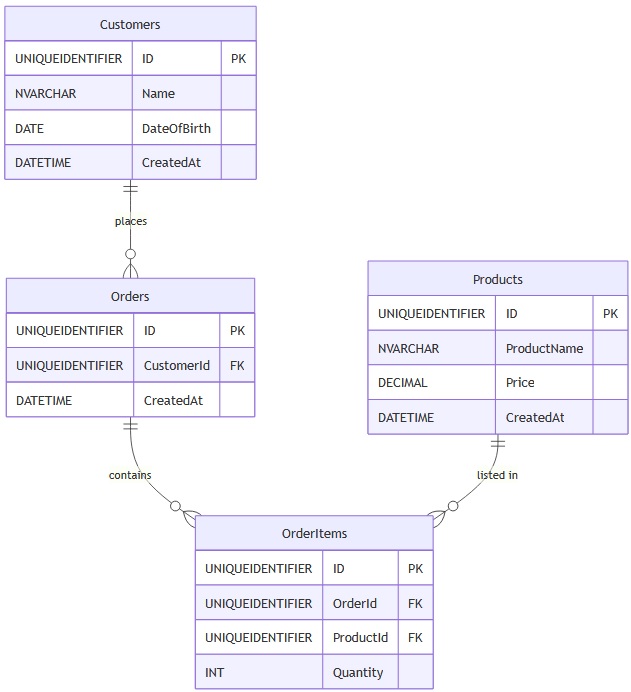 Customers
UNIQUEIDENTIFIER ID PK
NVARCHAR Name
DATE DateOfBirth
DATETIME CreatedAt
places
Orders
UNIQUEIDENTIFIER ID PK
UNIQUEIDENTIFIER CustomerId FK
DATETIME CreatedAt
Products
UNIQUEIDENTIFIER ID PK
NVARCHAR ProductName
DECIMAL Price
DATETIME CreatedAt
contains
listed in
OrderItems
UNIQUEIDENTIFIER ID PK
UNIQUEIDENTIFIER OrderId FK
UNIQUEIDENTIFIER ProductId FK
INT Quantity